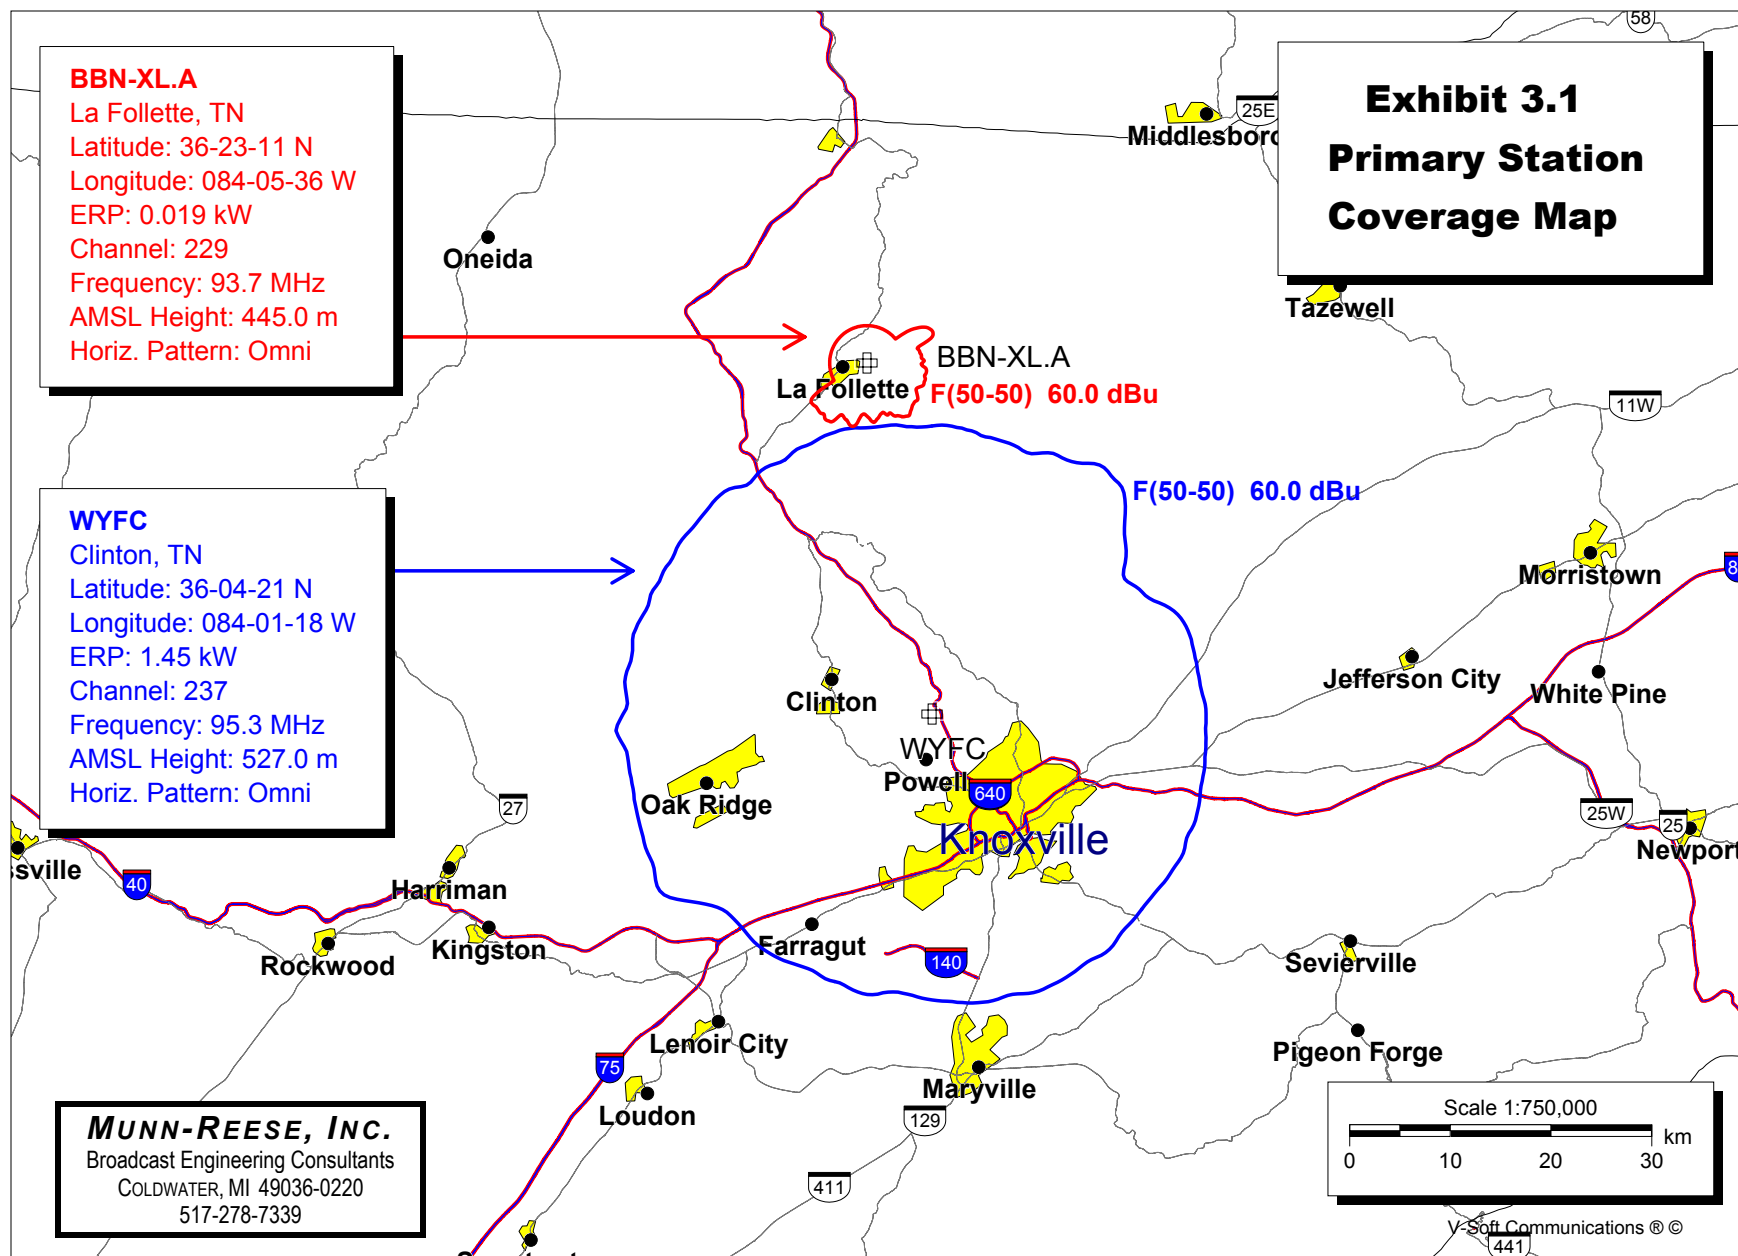 58
BBN-XL.A
La Follette, TN
Latitude: 36-23-11 N
Longitude: 084-05-36 W
ERP: 0.019 kW
Channel: 229
Frequency: 93.7 MHz
AMSL Height: 445.0 m
Horiz. Pattern: Omni
Exhibit 3.1
Primary Station
Coverage Map
25E
Middlesboro
Oneida
Tazewell
BBN-XL.A
La Follette
F(50-50) 60.0 dBu
11W
F(50-50) 60.0 dBu
WYFC
Clinton, TN
Latitude: 36-04-21 N
Longitude: 084-01-18 W
ERP: 1.45 kW
Channel: 237
Frequency: 95.3 MHz
AMSL Height: 527.0 m
Horiz. Pattern: Omni
Morristown
8
Jefferson City
White Pine
Clinton
WYFC
Powell
640
Oak Ridge
Knoxville
27
25W
25
Newport
ssville
40
Harriman
Kingston
Rockwood
Farragut
140
Sevierville
Lenoir City
Pigeon Forge
75
Maryville
Loudon
129
411
441
MUNN-REESE, INC.
Broadcast Engineering Consultants
COLDWATER, MI 49036-0220
517-278-7339
Scale 1:750,000
km
0 10 20 30
V-Soft Communications ® ©